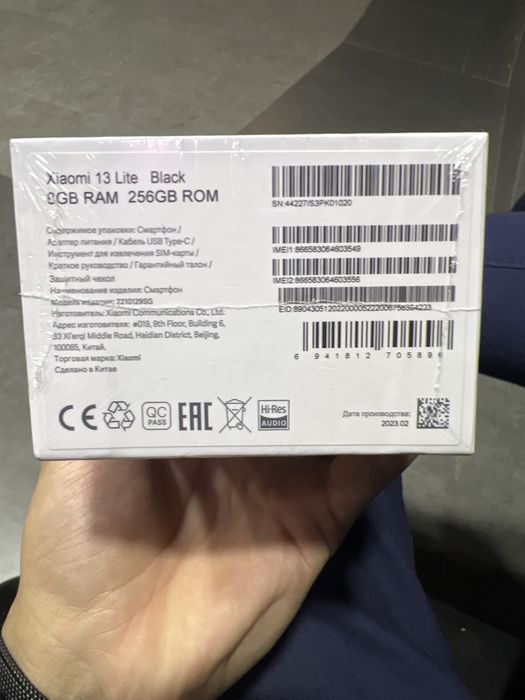 Xiaomi 13 Lite Black
8GB RAM 256GB ROM
Содержимое упаковки: Смартфон /
Адаптер питания / Кабель USB Type-C /
Инструмент для извлечения SIM-карты /
Краткое руководство / Гарантийный талон /
Защитный чехол
Наименование изделия: Смартфон
Модель изделия: 2210129SG
Изготовитель: Xiaomi Communications Co., Ltd.
Адрес изготовителя: #019, 9th Floor, Building 6,
33 Xi'erqi Middle Road, Haidian District, Beijing,
100085, Китай.
Торговая марка: Xiaomi
Сделано в Китае
SN:44227/S3PK01020
IMEI1:866583064603549
IMEI2:866583064603556
EID:89043051202200005222006758364233
6 941812 705896
CE
QC
PASS
EAC
Hi-Res
AUDIO
Дата производства:
2023.02